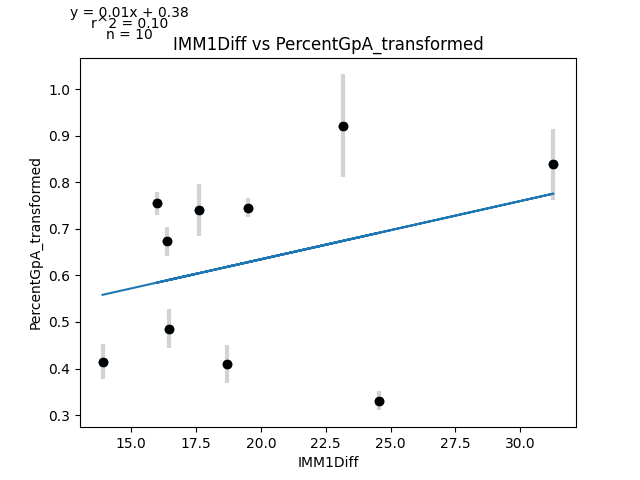 y = 0.01x + 0.38
r^2 = 0.10
n = 10
IMM1Diff vs PercentGpA_transformed
1.0
0.9
0.8
0.7
0.6
0.5
0.4
0.3
PercentGpA_transformed
15.0 17.5 20.0 22.5 25.0 27.5 30.0
IMM1Diff